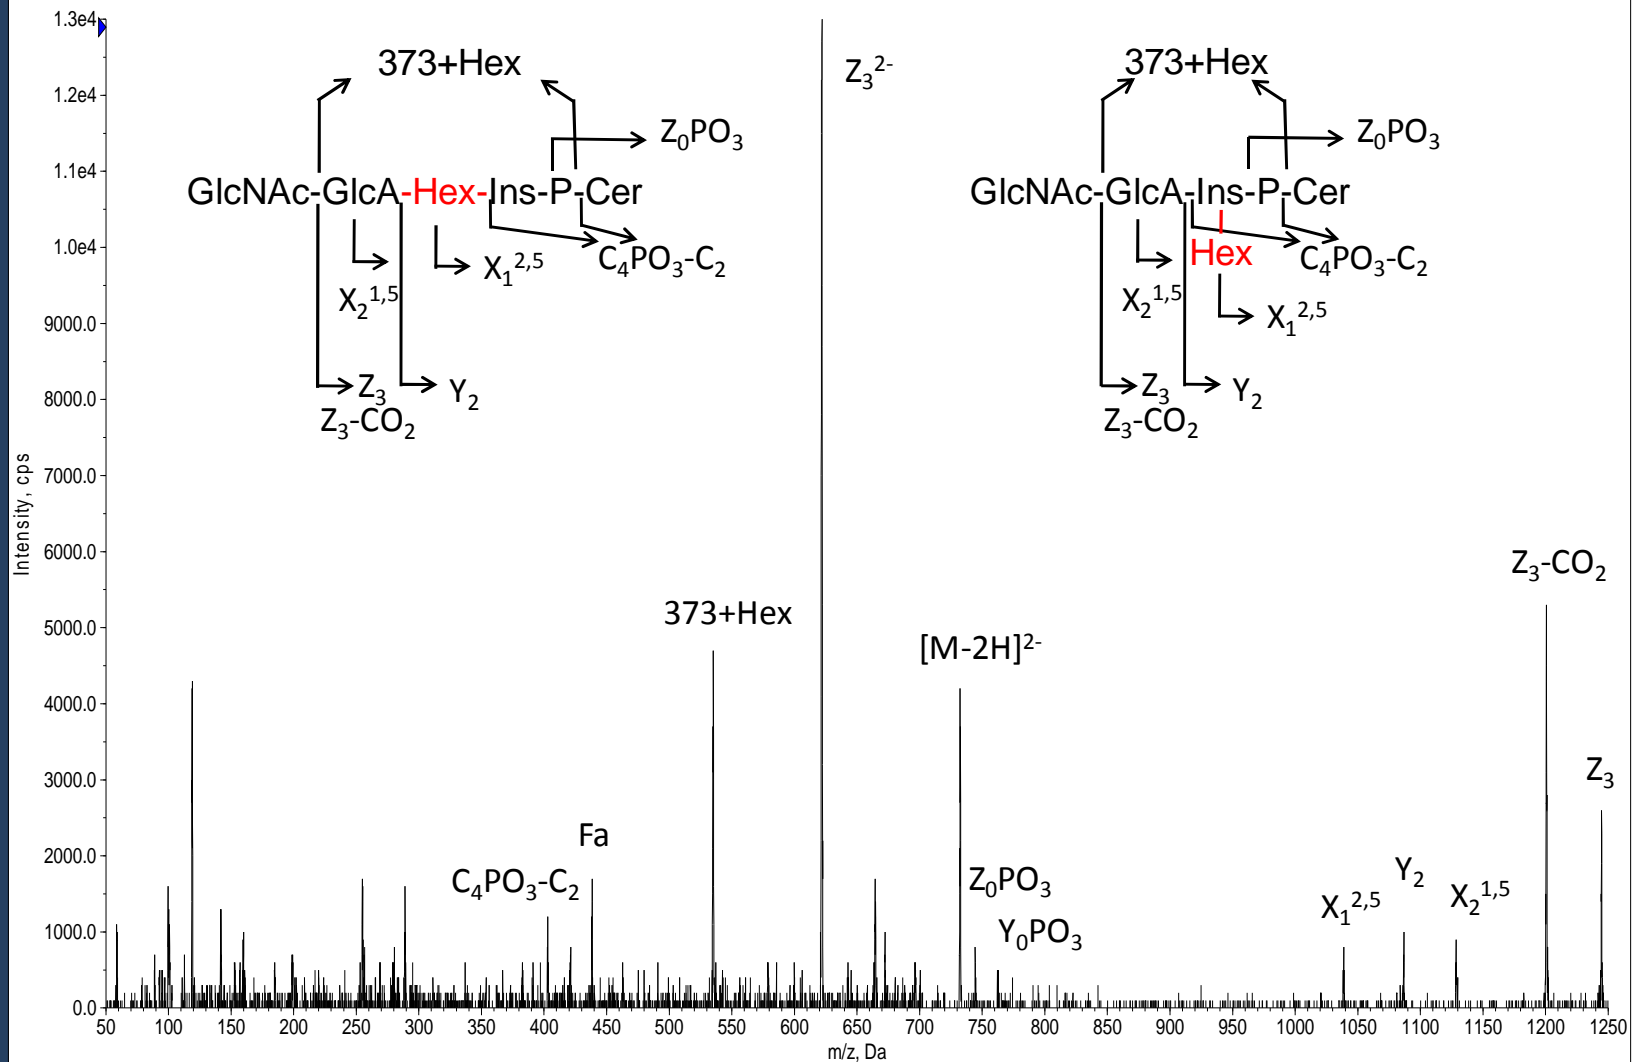 1.3e4
1.2e4
1.1e4
1.0e4
9000.0
8000.0
7000.0
6000.0
5000.0
4000.0
3000.0
2000.0
1000.0
0.0
Intensity, cps
373+Hex
Z₀PO₃
GlcNAc-GlcA-Hex-Ins-P-Cer
C₄PO₃-C₂
X₁²,⁵
X₂¹,⁵
Z₃
Y₂
Z₃-CO₂
Z₃²⁻
373+Hex
Z₀PO₃
GlcNAc-GlcA-Ins-P-Cer
Hex
C₄PO₃-C₂
X₂¹,⁵
X₁²,⁵
Z₃
Y₂
Z₃-CO₂
Z₃-CO₂
373+Hex
[M-2H]²⁻
Z₃
Fa
C₄PO₃-C₂
Z₀PO₃
Y₀PO₃
X₁²,⁵
Y₂
X₂¹,⁵
50 100 150 200 250 300 350 400 450 500 550 600 650 700 750 800 850 900 950 1000 1050 1100 1150 1200 1250
m/z, Da